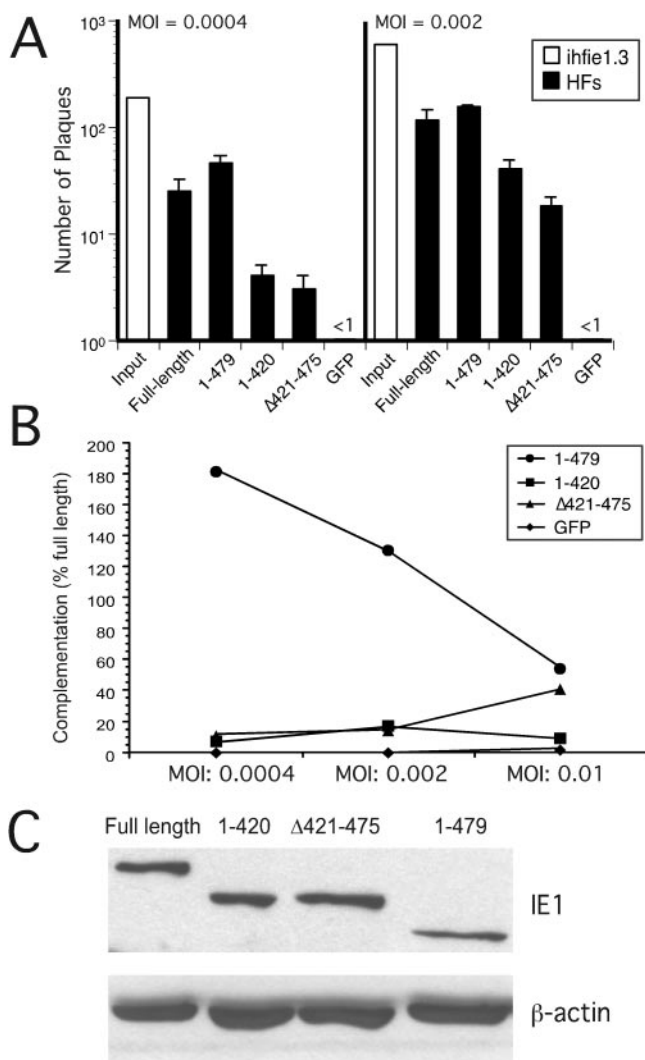 A
MOI = 0.0004
MOI = 0.002
ihfie1.3
HFs
Number of Plaques
10³
10²
10¹
10⁰
<1
<1
Input
Full-length
1-479
1-420
Δ421-475
GFP
Input
Full-length
1-479
1-420
Δ421-475
GFP
B
Complementation (% full length)
200
180
160
140
120
100
80
60
40
20
0
1-479
1-420
Δ421-475
GFP
MOI: 0.0004
MOI: 0.002
MOI: 0.01
C
Full length 1-420 Δ421-475 1-479
IE1
β-actin